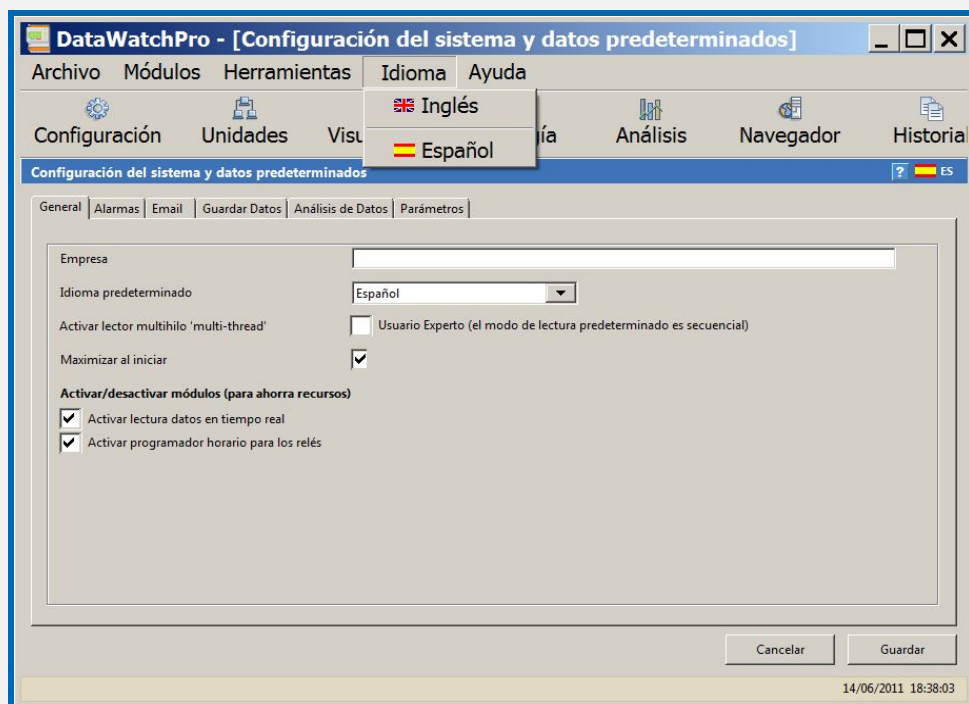 DataWatchPro - [Configuración del sistema y datos predeterminados]
Archivo Módulos Herramientas Idioma Ayuda
Inglés
Español
Configuración Unidades Análisis Navegador Historial
Configuración del sistema y datos predeterminados ? ES
General Alarmas Email Guardar Datos Análisis de Datos Parámetros
Empresa
Idioma predeterminado Español
Activar lector multihilo 'multi-thread' Usuario Experto (el modo de lectura predeterminado es secuencial)
Maximizar al iniciar
Activar/desactivar módulos (para ahorra recursos)
Activar lectura datos en tiempo real
Activar programador horario para los relés
Cancelar Guardar
14/06/2011 18:38:03